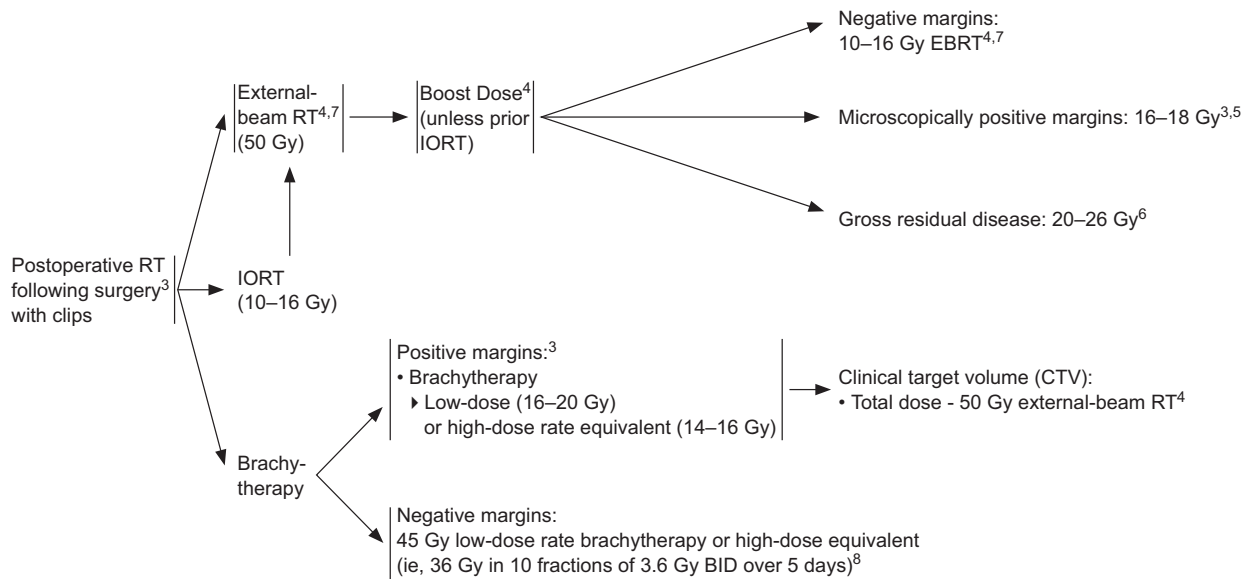 Postoperative RT
following surgery³
with clips
External-
beam RT⁴,⁷
(50 Gy)
Boost Dose⁴
(unless prior
IORT)
Negative margins:
10–16 Gy EBRT⁴,⁷
Microscopically positive margins: 16–18 Gy³,⁵
Gross residual disease: 20–26 Gy⁶
IORT
(10–16 Gy)
Brachy-
therapy
Positive margins:³
• Brachytherapy
▸ Low-dose (16–20 Gy)
or high-dose rate equivalent (14–16 Gy)
Clinical target volume (CTV):
• Total dose - 50 Gy external-beam RT⁴
Negative margins:
45 Gy low-dose rate brachytherapy or high-dose equivalent
(ie, 36 Gy in 10 fractions of 3.6 Gy BID over 5 days)⁸